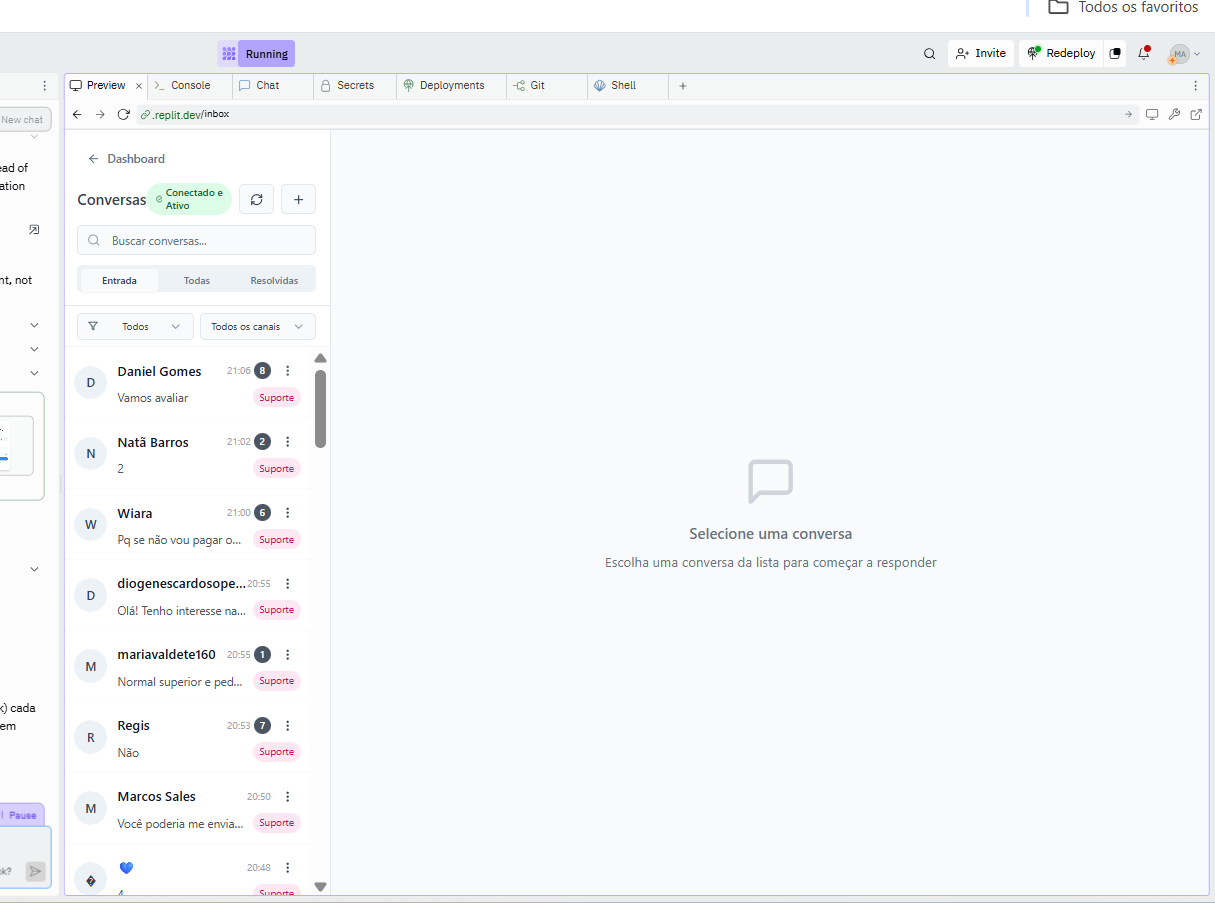 Todos os favoritos
Running
Invite
Redeploy
MA
Preview
Console
Chat
Secrets
Deployments
Git
Shell
New chat
.replit.dev/inbox
ead of
ation
nt, not
k) cada
em
Pause
sk?
Dashboard
Conversas
Conectado e
Ativo
Buscar conversas...
Entrada
Todas
Resolvidas
Todos
Todos os canais
D
Daniel Gomes
21:06
8
Vamos avaliar
Suporte
N
Natã Barros
21:02
2
2
Suporte
W
Wiara
21:00
6
Pq se não vou pagar o...
Suporte
D
diogenescardosope...
20:55
Olá! Tenho interesse na...
Suporte
M
mariavaldete160
20:55
1
Normal superior e ped...
Suporte
R
Regis
20:53
7
Não
Suporte
M
Marcos Sales
20:50
Você poderia me envia...
Suporte
�
💙
20:48
4
Suporte
Selecione uma conversa
Escolha uma conversa da lista para começar a responder